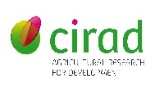 cirad
AGRICULTURAL RESEARCH
FOR DEVELOPMENT